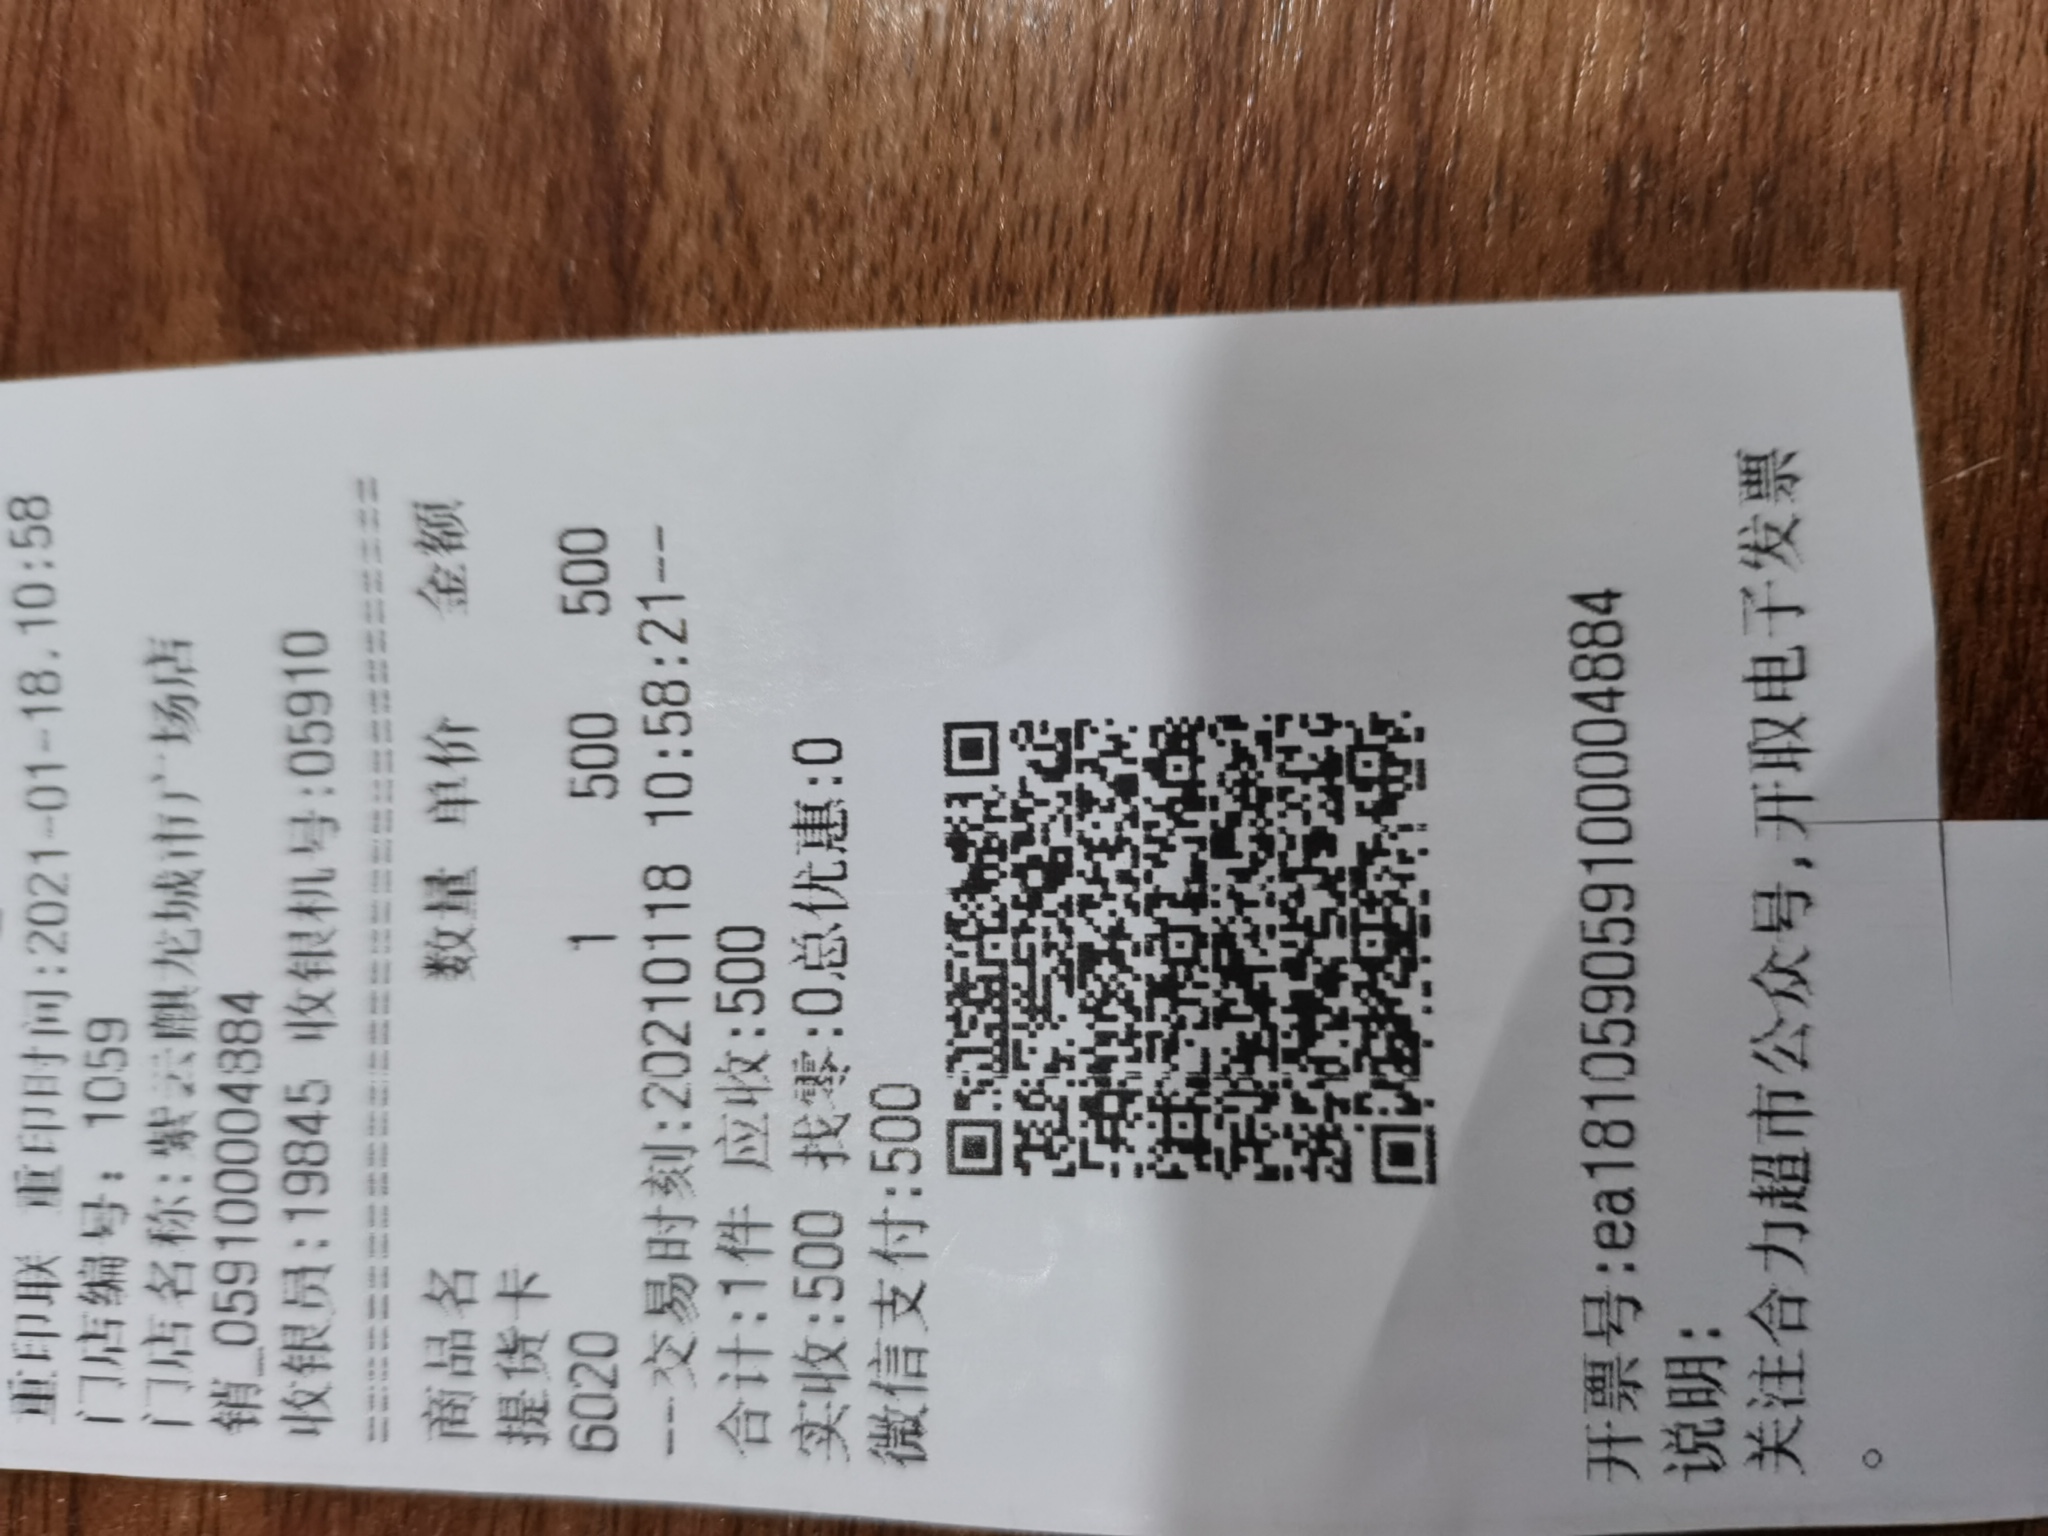 重印联 重印时间:2021-01-18.10:58
门店编号: 1059
门店名称:紫云麒龙城市广场店
销_0591000004884
收银员:19845 收银机号:05910
商品名 数量 单价 金额
提货卡
6020 1 500 500
---交易时刻:20210118 10:58:21---
合计:1件 应收:500
实收:500 找零:0总优惠:0
微信支付:500
开票号:ea1810590591000004884
说明:
关注合力超市公众号,开取电子发票
。